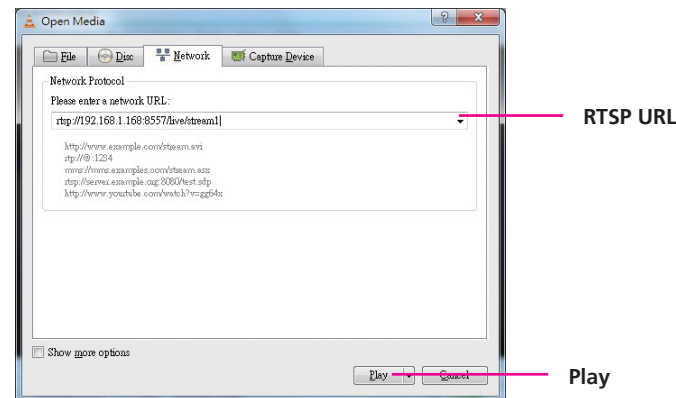 Open Media
File Disc Network Capture Device
Network Protocol
Please enter a network URL:
rtsp://192.168.1.168:8557/live/stream1
RTSP URL
http://www.example.com/stream.avi
rtp://@:1234
mms://mms.examples.com/stream.asx
rtsp://server.example.org:8080/test.sdp
http://www.yourtube.com/watch?v=gg64x
Show more options
Play Cancel
Play